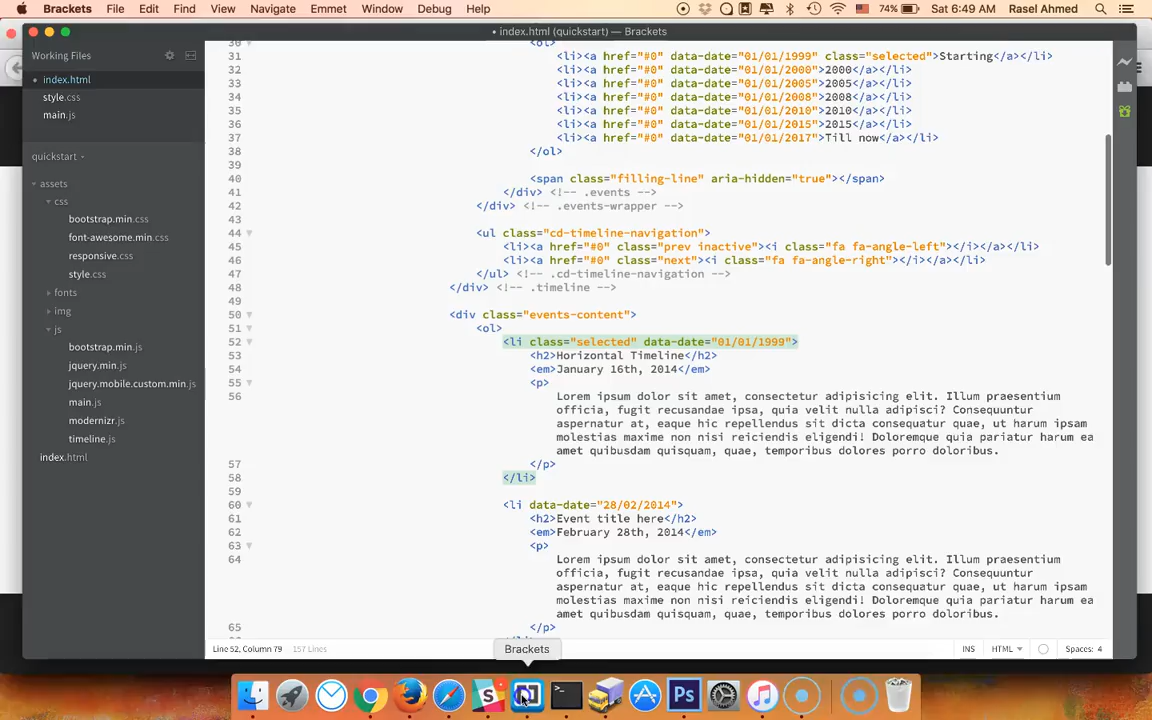 Brackets File Edit Find View Navigate Emmet Window Debug Help 74% Sat 6:49 AM Rasel Ahmed
• index.html (quickstart) — Brackets
Working Files
index.html
style.css
main.js
quickstart
assets
css
bootstrap.min.css
font-awesome.min.css
responsive.css
style.css
fonts
img
js
bootstrap.min.js
jquery.min.js
jquery.mobile.custom.min.js
main.js
modernizr.js
timeline.js
index.html
30 <ol>
31 <li><a href="#0" data-date="01/01/1999" class="selected">Starting</a></li>
32 <li><a href="#0" data-date="01/01/2000">2000</a></li>
33 <li><a href="#0" data-date="01/01/2005">2005</a></li>
34 <li><a href="#0" data-date="01/01/2008">2008</a></li>
35 <li><a href="#0" data-date="01/01/2010">2010</a></li>
36 <li><a href="#0" data-date="01/01/2015">2015</a></li>
37 <li><a href="#0" data-date="01/01/2017">Till now</a></li>
38 </ol>
39
40 <span class="filling-line" aria-hidden="true"></span>
41 </div> <!-- .events -->
42 </div> <!-- .events-wrapper -->
43
44 <ul class="cd-timeline-navigation">
45 <li><a href="#0" class="prev inactive"><i class="fa fa-angle-left"></i></a></li>
46 <li><a href="#0" class="next"><i class="fa fa-angle-right"></i></a></li>
47 </ul> <!-- .cd-timeline-navigation -->
48 </div> <!-- .timeline -->
49
50 <div class="events-content">
51 <ol>
52 <li class="selected" data-date="01/01/1999">
53 <h2>Horizontal Timeline</h2>
54 <em>January 16th, 2014</em>
55 <p>
56 Lorem ipsum dolor sit amet, consectetur adipisicing elit. Illum praesentium
officia, fugit recusandae ipsa, quia velit nulla adipisci? Consequuntur
aspernatur at, eaque hic repellendus sit dicta consequatur quae, ut harum ipsam
molestias maxime non nisi reiciendis eligendi! Doloremque quia pariatur harum ea
amet quibusdam quisquam, quae, temporibus dolores porro doloribus.
57 </p>
58 </li>
59
60 <li data-date="28/02/2014">
61 <h2>Event title here</h2>
62 <em>February 28th, 2014</em>
63 <p>
64 Lorem ipsum dolor sit amet, consectetur adipisicing elit. Illum praesentium
officia, fugit recusandae ipsa, quia velit nulla adipisci? Consequuntur
aspernatur at, eaque hic repellendus sit dicta consequatur quae, ut harum ipsam
molestias maxime non nisi reiciendis eligendi! Doloremque quia pariatur harum ea
amet quibusdam quisquam, quae, temporibus dolores porro doloribus.
65 </p>
Line 52, Column 79 — 157 Lines INS HTML Spaces: 4
Brackets
S Ps